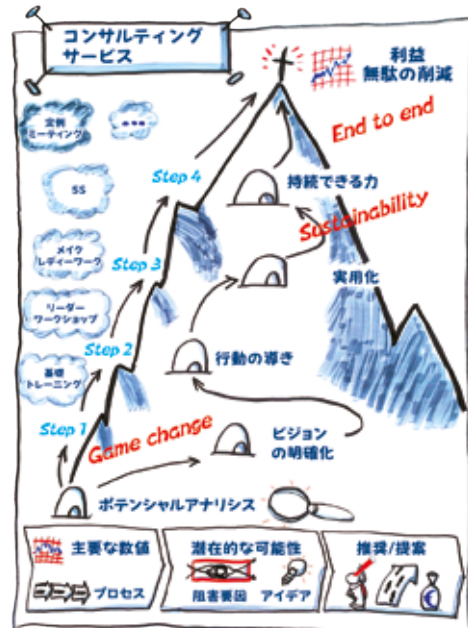 コンサルティング
サービス
利益
無駄の削減
End to end
定例
ミーティング
Step 4
持続できる力
5S
Sustainability
メイク
レディーワーク
Step 3
実用化
リーダー
ワークショップ
Step 2
行動の導き
基礎
トレーニング
Step 1
Game change
ビジョン
の明確化
ポテンシャルアナリシス
主要な数値
プロセス
潜在的な可能性
阻害要因
アイデア
推奨/提案